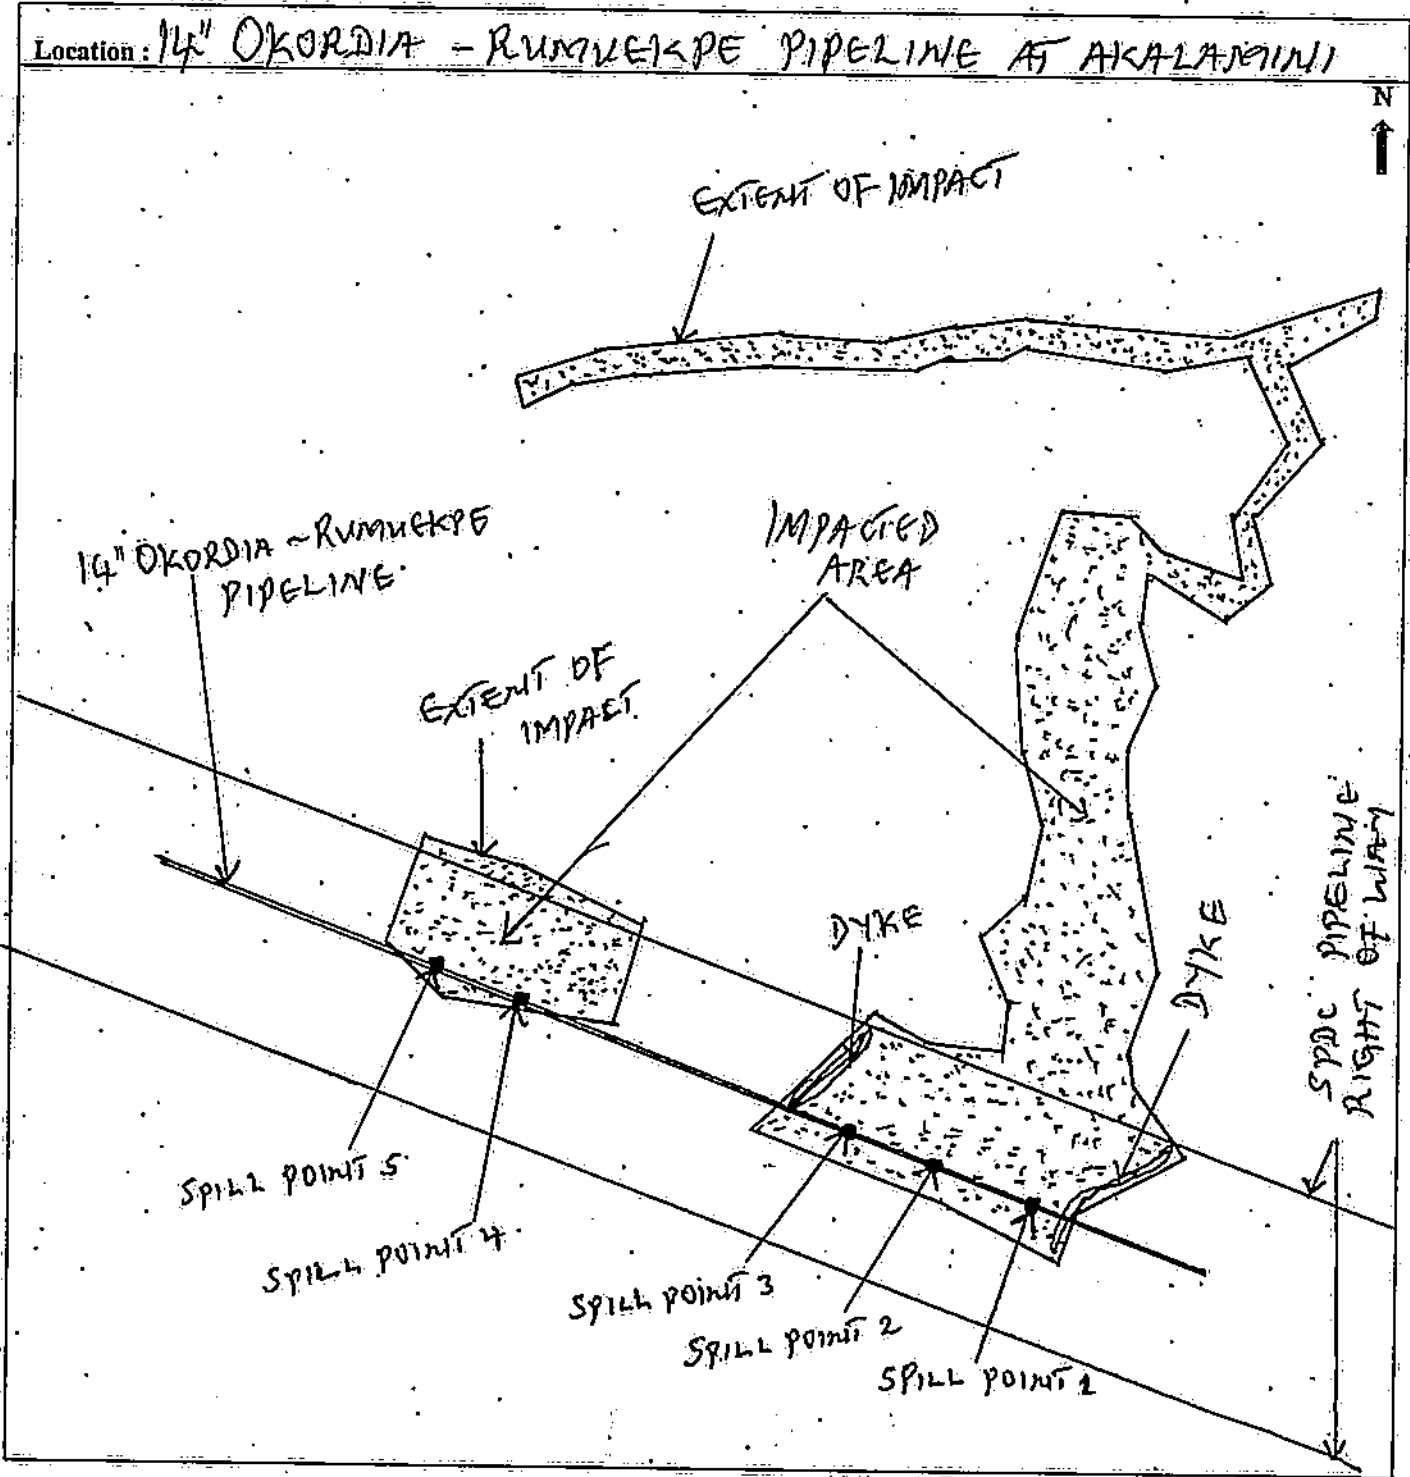 Location : 14" OKORDIA - RUMUEKPE PIPELINE AT AKALAMINI
N
EXTENT OF IMPACT
14" OKORDIA - RUMUEKPE
PIPELINE
IMPACTED
AREA
EXTENT OF
IMPACT
DYKE
DYKE
SPDC PIPELINE
RIGHT OF WAY
SPILL POINT 5
SPILL POINT 4
SPILL POINT 3
SPILL POINT 2
SPILL POINT 1